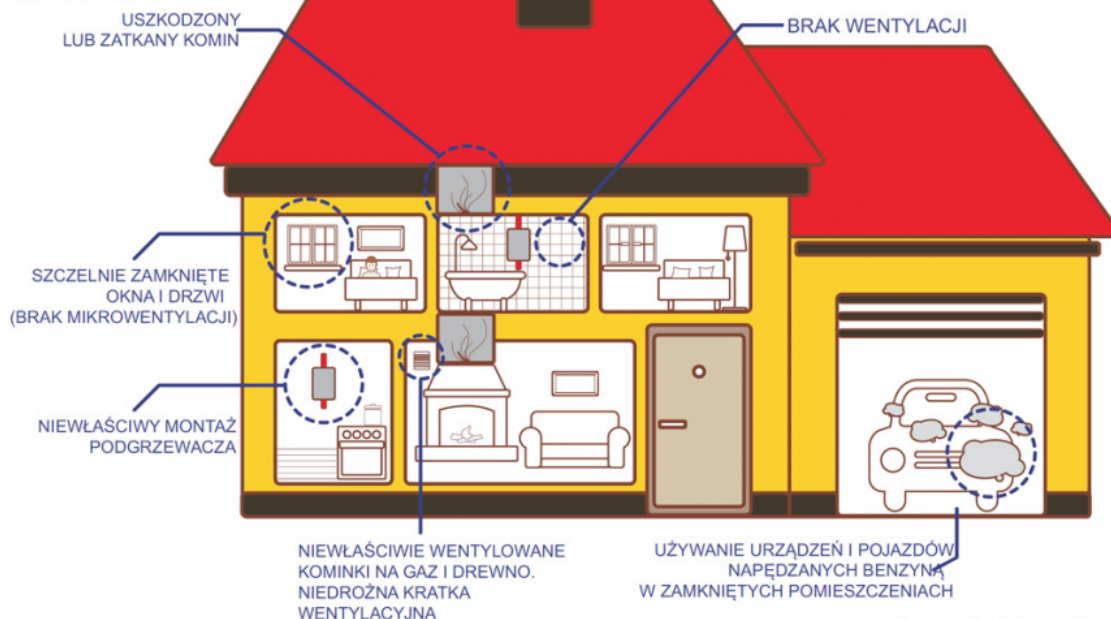 USZKODZONY
LUB ZATKANY KOMIN
BRAK WENTYLACJI
SZCZELNIE ZAMKNIĘTE
OKNA I DRZWI
(BRAK MIKROWENTYLACJI)
NIEWŁAŚCIWY MONTAŻ
PODGRZEWACZA
NIEWŁAŚCIWIE WENTYLOWANE
KOMINKI NA GAZ I DREWNO.
NIEDROŻNA KRATKA
WENTYLACYJNA
UŻYWANIE URZĄDZEŃ I POJAZDÓW
NAPĘDZANYCH BENZYNĄ
W ZAMKNIĘTYCH POMIESZCZENIACH